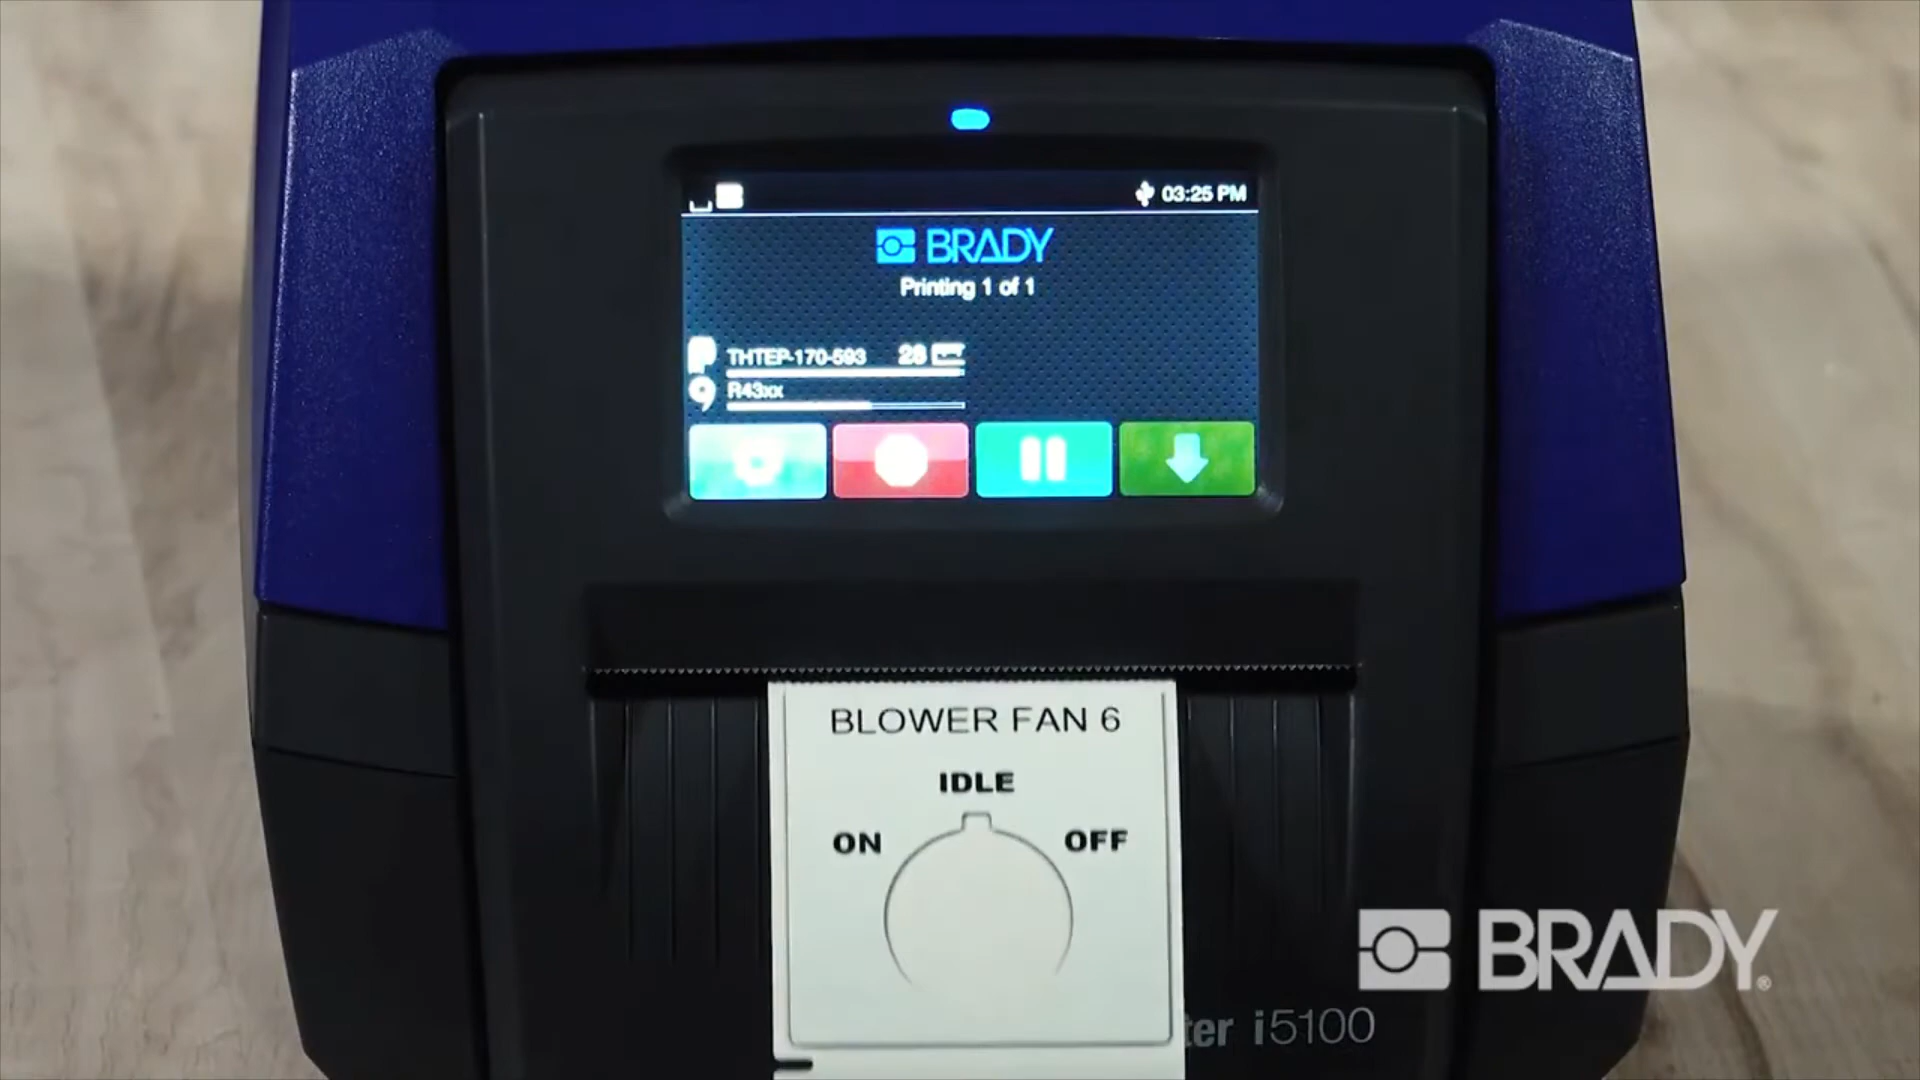 03:25 PM
BRADY
Printing 1 of 1
THTEP-170-593 28
R43xx
BLOWER FAN 6
IDLE
ON OFF
BRADY
ter i5100